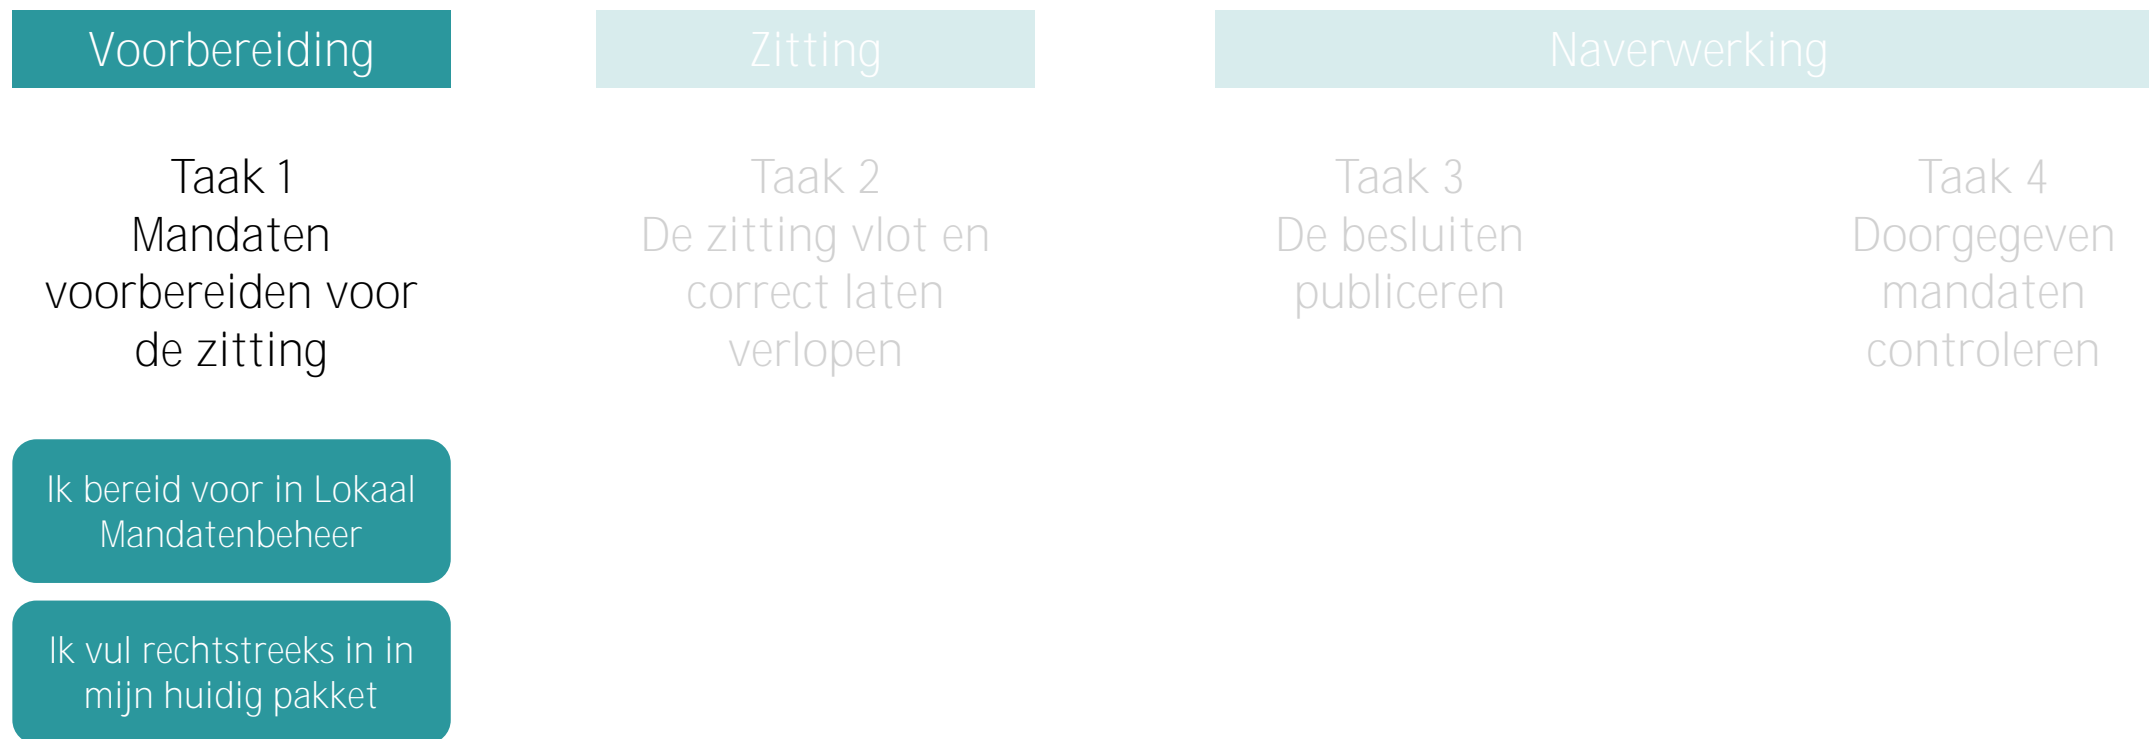 Voorbereiding
Zitting
Naverwerking
Taak 1
Mandaten
voorbereiden voor
de zitting
Taak 2
De zitting vlot en
correct laten
verlopen
Taak 3
De besluiten
publiceren
Taak 4
Doorgegeven
mandaten
controleren
Ik bereid voor in Lokaal
Mandatenbeheer
Ik vul rechtstreeks in in
mijn huidig pakket